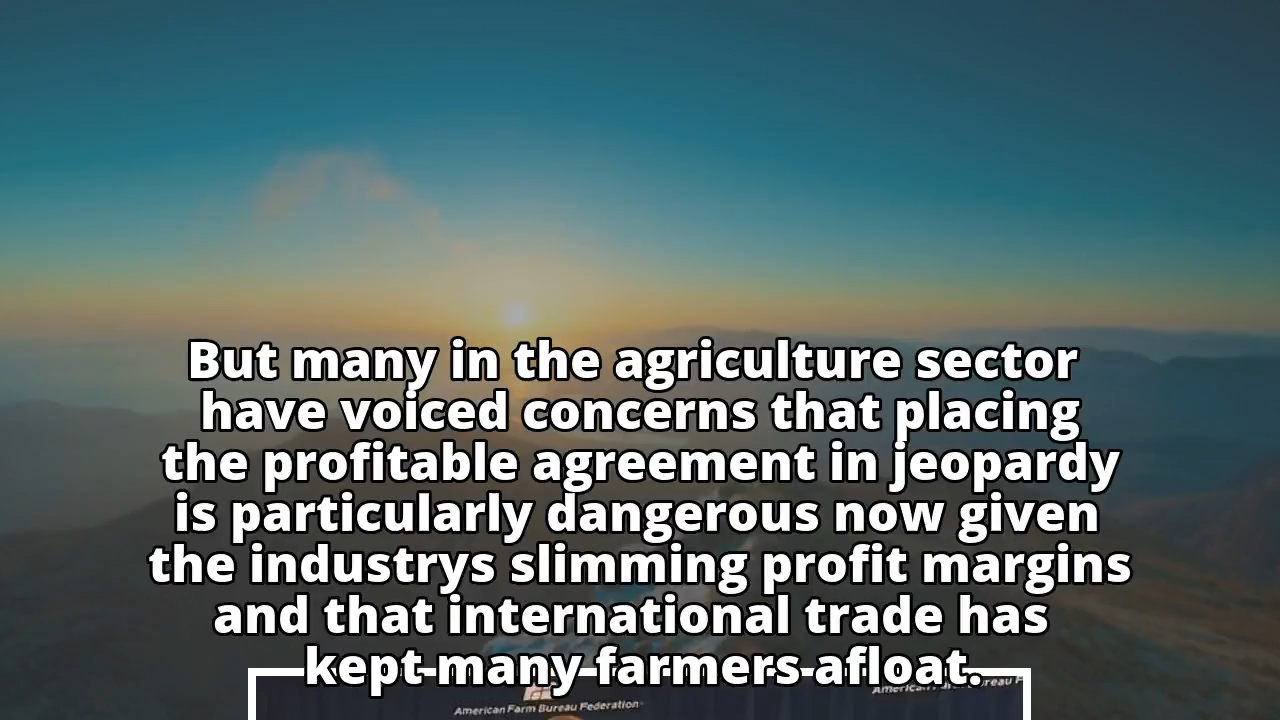 But many in the agriculture sector
have voiced concerns that placing
the profitable agreement in jeopardy
is particularly dangerous now given
the industrys slimming profit margins
and that international trade has
kept many farmers afloat.
American Farm Bureau Federation